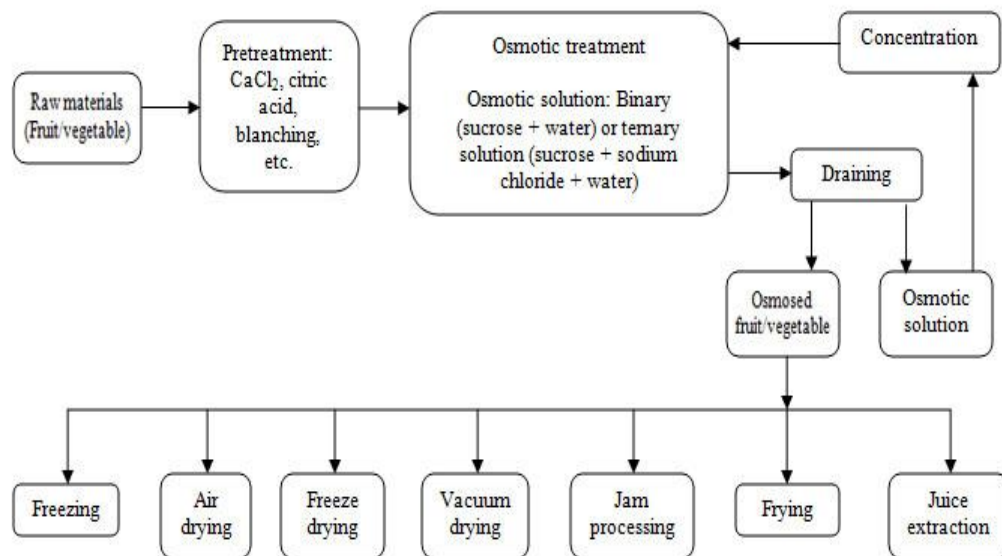 Raw materials
(Fruit/vegetable)
Pretreatment:
CaCl₂, citric
acid,
blanching,
etc.
Osmotic treatment
Osmotic solution: Binary
(sucrose + water) or ternary
solution (sucrose + sodium
chloride + water)
Concentration
Draining
Osmosed
fruit/vegetable
Osmotic
solution
Freezing
Air
drying
Freeze
drying
Vacuum
drying
Jam
processing
Frying
Juice
extraction